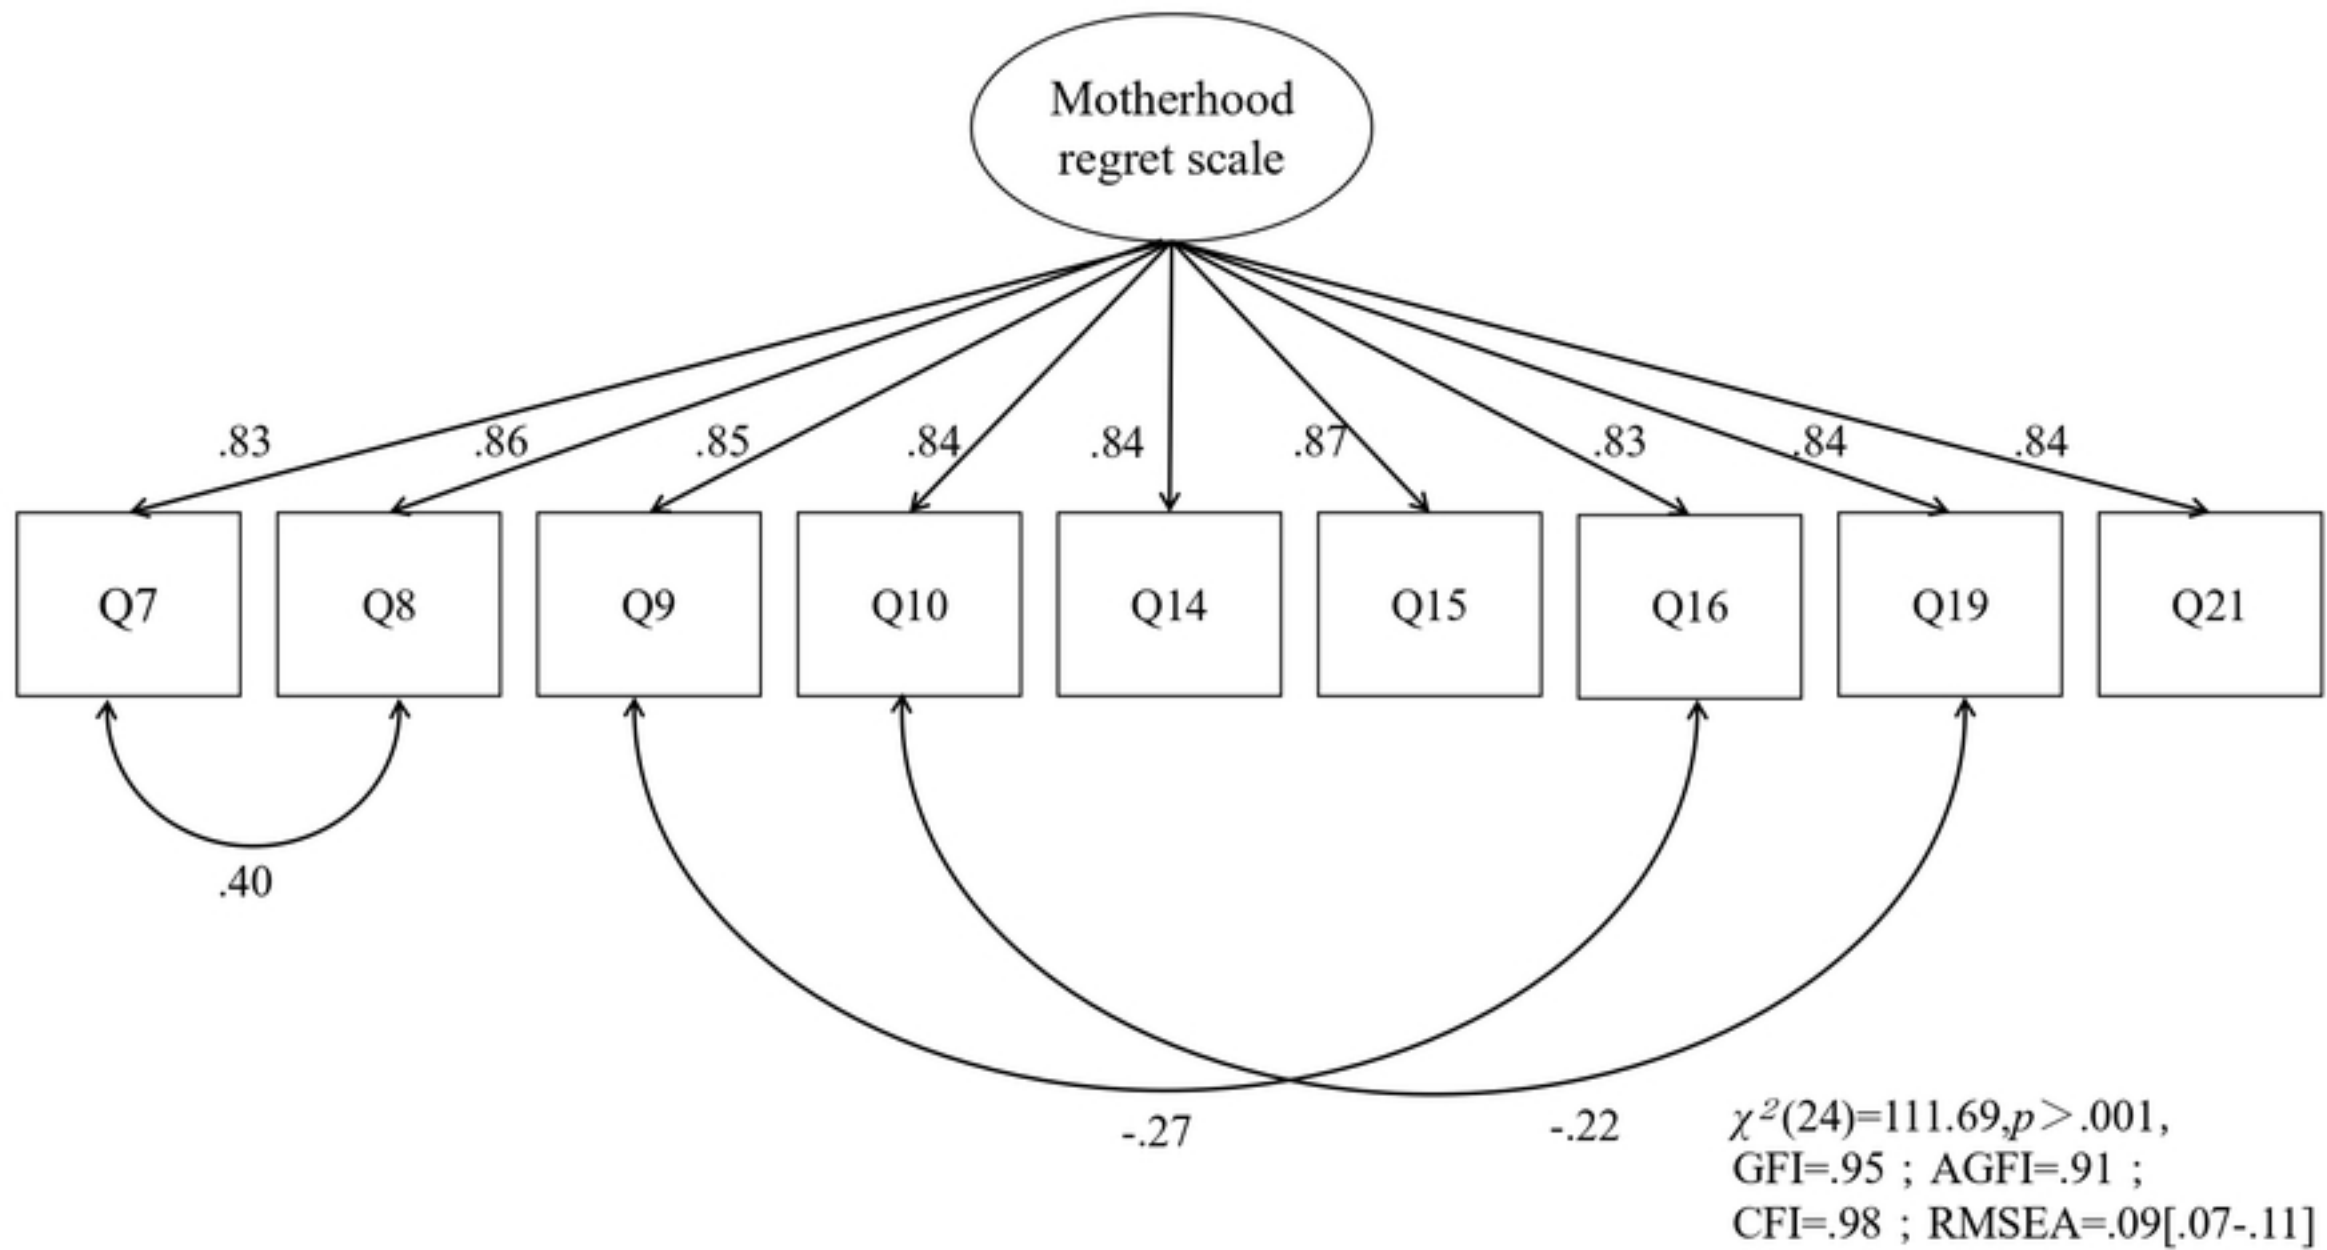 Motherhood
regret scale
.83
.86
.85
.84
.84
.87
.83
.84
.84
Q7
Q8
Q9
Q10
Q14
Q15
Q16
Q19
Q21
.40
-.27
-.22
χ²(24)=111.69,p＞.001,
GFI=.95 ; AGFI=.91 ;
CFI=.98 ; RMSEA=.09[.07-.11]